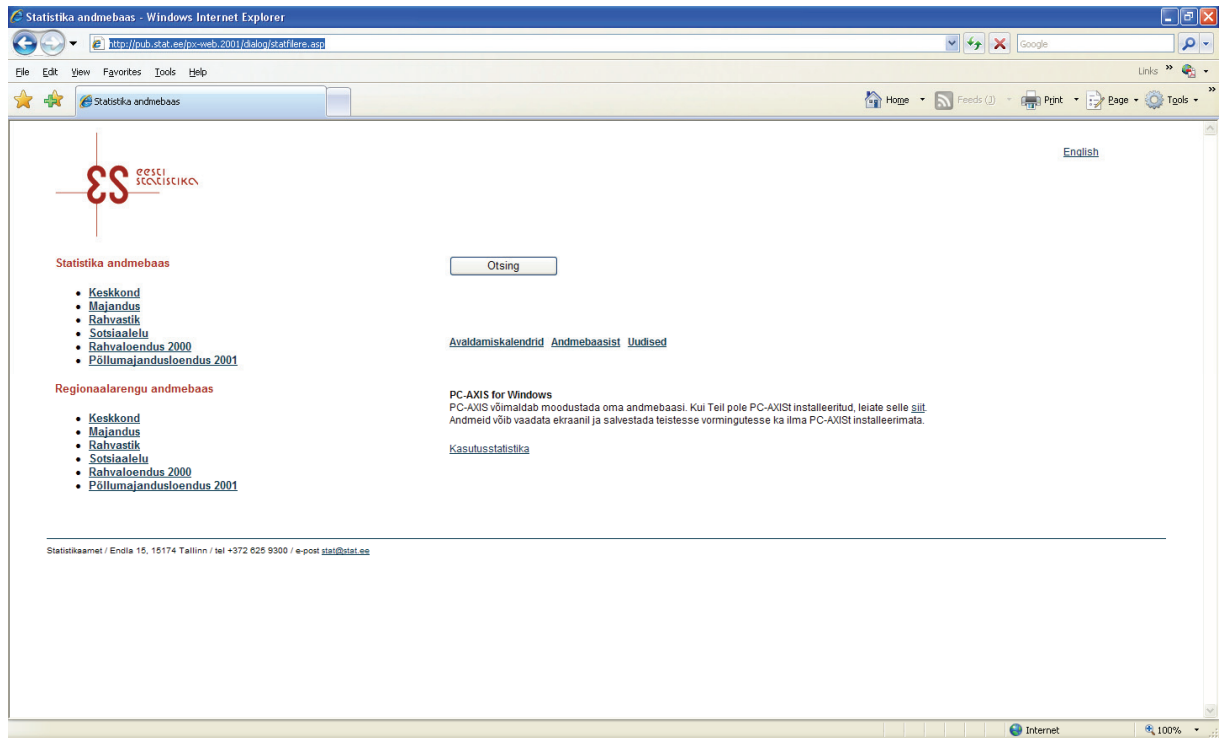 Statistika andmebaas - Windows Internet Explorer
http://pub.stat.ee/px-web.2001/dialog/statfilere.asp
Google
File Edit View Favorites Tools Help
Links »
Statistika andmebaas
Home Feeds (J) Print Page Tools »
English
ES eesti
statistika
Statistika andmebaas
• Keskkond
• Majandus
• Rahvastik
• Sotsiaalelu
• Rahvaloendus 2000
• Põllumajandusloendus 2001
Regionaalarengu andmebaas
• Keskkond
• Majandus
• Rahvastik
• Sotsiaalelu
• Rahvaloendus 2000
• Põllumajandusloendus 2001
Otsing
Avaldamiskalendrid Andmebaasist Uudised
PC-AXIS for Windows
PC-AXIS võimaldab moodustada oma andmebaasi. Kui Teil pole PC-AXISt installeeritud, leiate selle siit.
Andmeid võib vaadata ekraanil ja salvestada teistesse vormingutesse ka ilma PC-AXISt installeerimata.
Kasutusstatistika
Statistikaamet / Endla 15, 15174 Tallinn / tel +372 625 9300 / e-post stat@stat.ee
Internet 100%